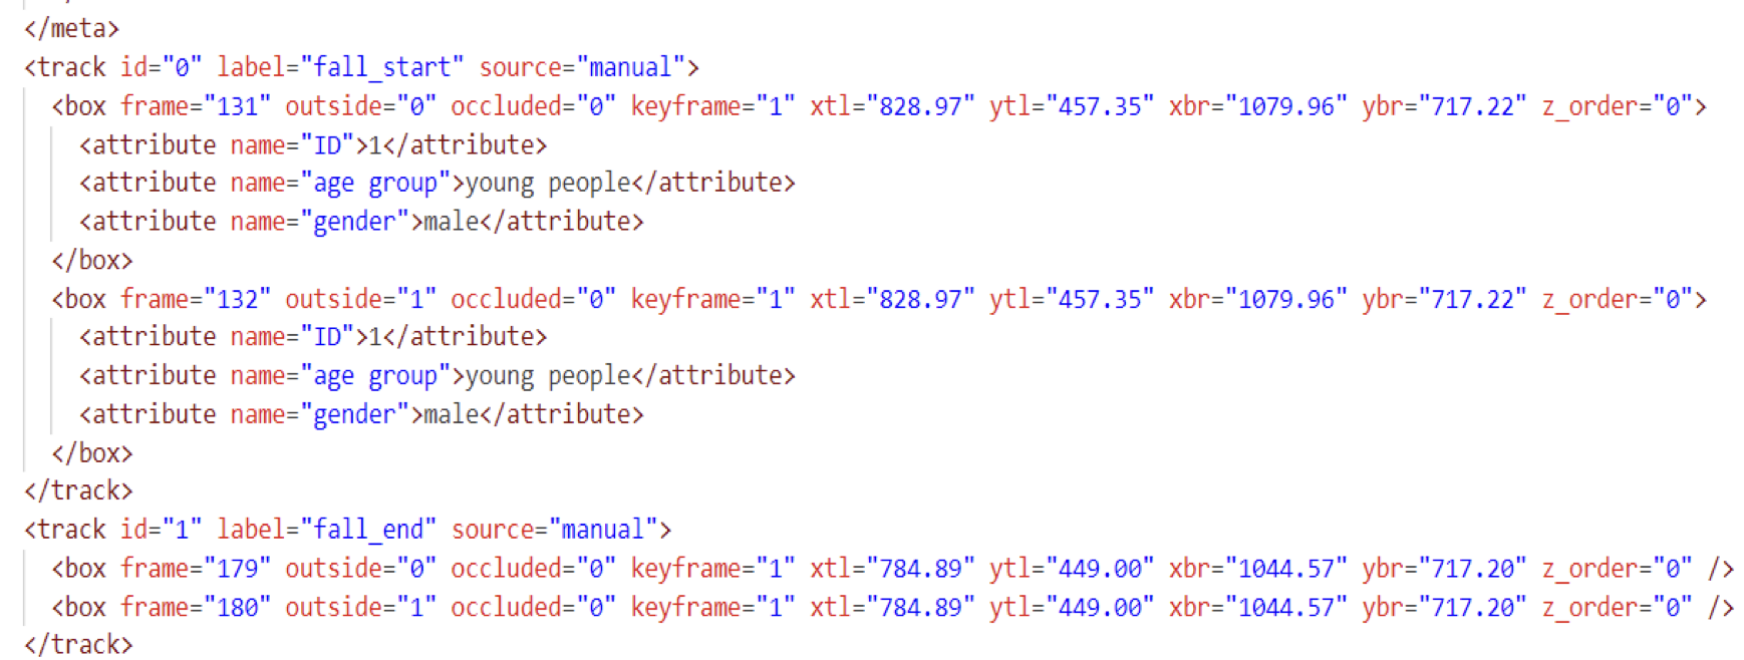 </meta>
<track id="0" label="fall_start" source="manual">
<box frame="131" outside="0" occluded="0" keyframe="1" xtl="828.97" ytl="457.35" xbr="1079.96" ybr="717.22" z_order="0">
<attribute name="ID">1</attribute>
<attribute name="age group">young people</attribute>
<attribute name="gender">male</attribute>
</box>
<box frame="132" outside="1" occluded="0" keyframe="1" xtl="828.97" ytl="457.35" xbr="1079.96" ybr="717.22" z_order="0">
<attribute name="ID">1</attribute>
<attribute name="age group">young people</attribute>
<attribute name="gender">male</attribute>
</box>
</track>
<track id="1" label="fall_end" source="manual">
<box frame="179" outside="0" occluded="0" keyframe="1" xtl="784.89" ytl="449.00" xbr="1044.57" ybr="717.20" z_order="0" />
<box frame="180" outside="1" occluded="0" keyframe="1" xtl="784.89" ytl="449.00" xbr="1044.57" ybr="717.20" z_order="0" />
</track>